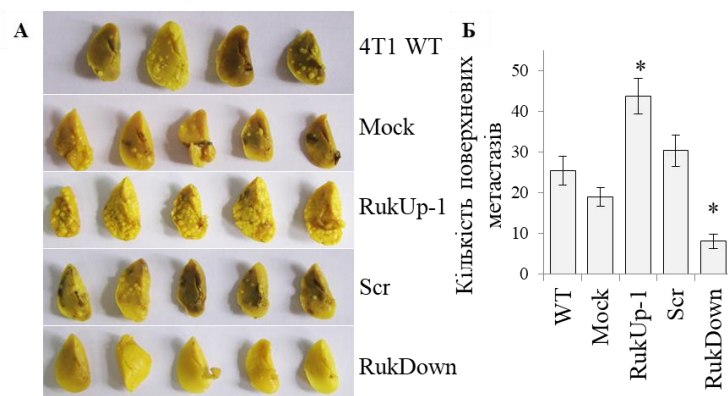 А
4T1 WT
Mock
RukUp-1
Scr
RukDown
Б
Кількість поверхневих
метастазів
50
40
30
20
10
0
*
*
WT
Mock
RukUp-1
Scr
RukDown